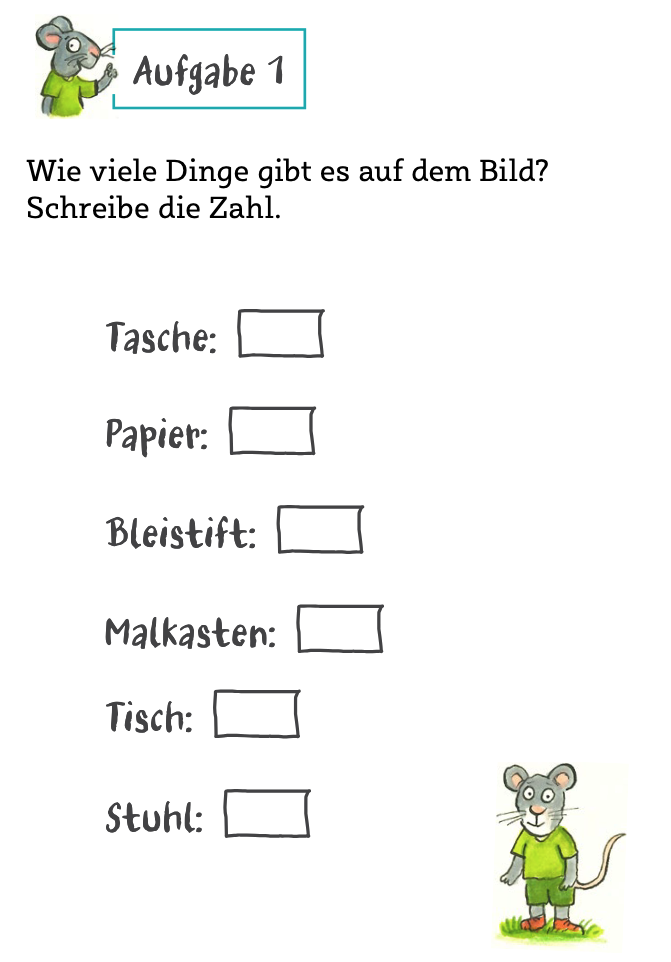 Aufgabe 1
Wie viele Dinge gibt es auf dem Bild?
Schreibe die Zahl.
Tasche:
Papier:
Bleistift:
Malkasten:
Tisch:
Stuhl: